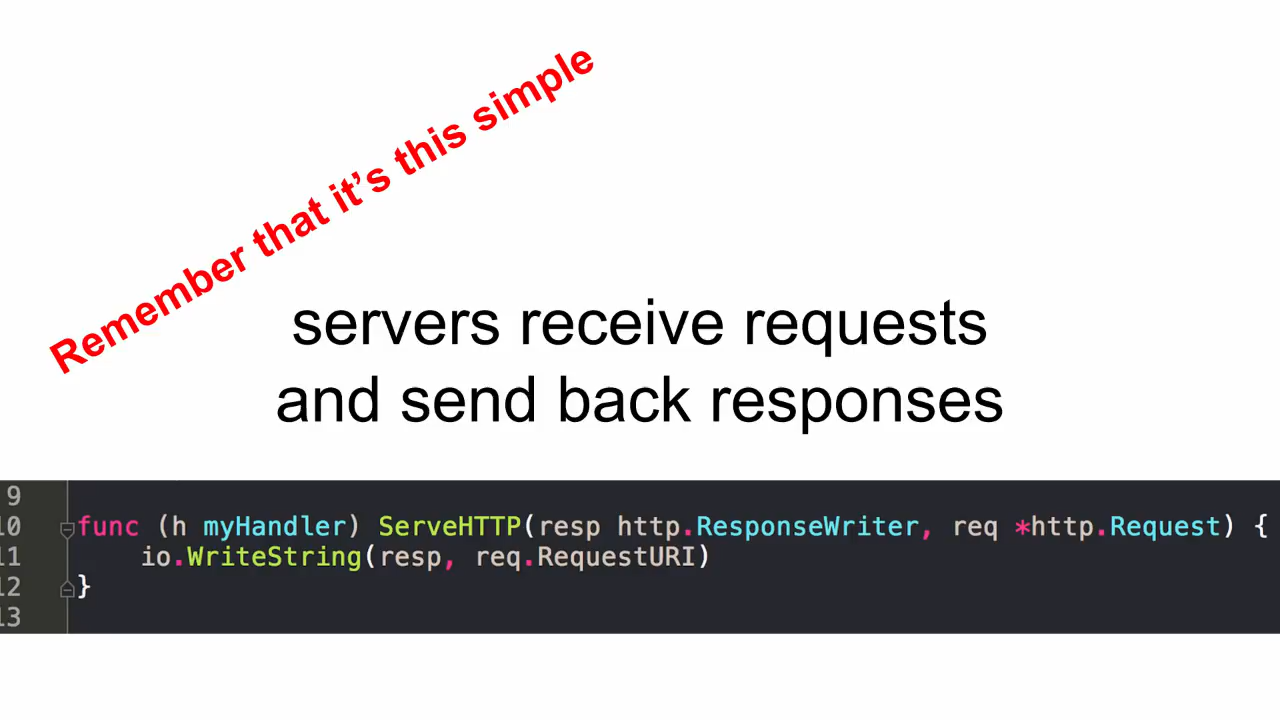 Remember that it’s this simple
servers receive requests
and send back responses
9
10 func (h myHandler) ServeHTTP(resp http.ResponseWriter, req *http.Request) {
11 io.WriteString(resp, req.RequestURI)
12 }
13